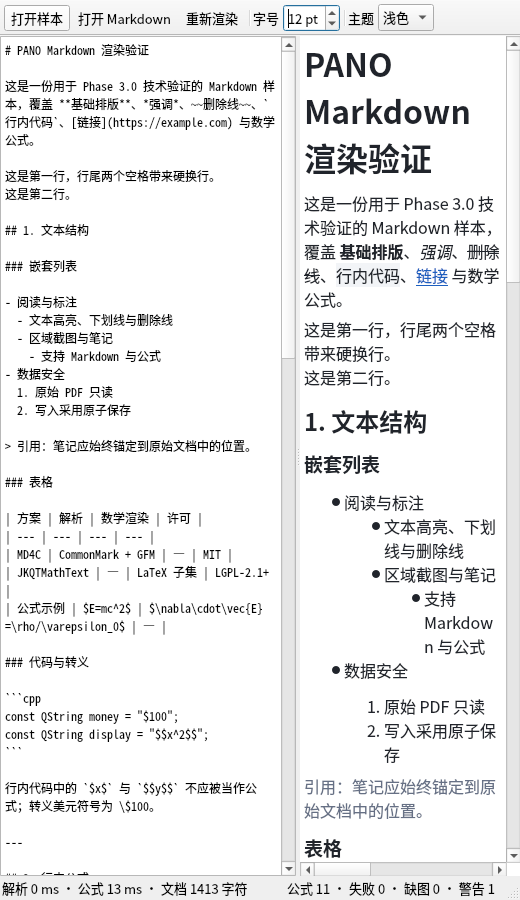 打开样本 打开 Markdown 重新渲染 字号 12 pt 主题 浅色
# PANO Markdown 渲染验证
这是一份用于 Phase 3.0 技术验证的 Markdown 样
本，覆盖 **基础排版**、*强调*、~~删除线~~、`
行内代码`、[链接](https://example.com) 与数学
公式。
这是第一行，行尾两个空格带来硬换行。
这是第二行。
## 1. 文本结构
### 嵌套列表
- 阅读与标注
- 文本高亮、下划线与删除线
- 区域截图与笔记
- 支持 Markdown 与公式
- 数据安全
1. 原始 PDF 只读
2. 写入采用原子保存
> 引用：笔记应始终锚定到原始文档中的位置。
### 表格
| 方案 | 解析 | 数学渲染 | 许可 |
| --- | --- | --- | --- |
| MD4C | CommonMark + GFM | — | MIT |
| JKQTMathText | — | LaTeX 子集 | LGPL-2.1+
|
| 公式示例 | $E=mc^2$ | $\nabla\cdot\vec{E}
=\rho/\varepsilon_0$ | — |
### 代码与转义
```cpp
const QString money = "$100";
const QString display = "$$x^2$$";
```
行内代码中的 `$x$` 与 `$$y$$` 不应被当作公
式；转义美元符号为 \$100。
---
PANO
Markdown
渲染验证
这是一份用于 Phase 3.0 技
术验证的 Markdown 样本，
覆盖 基础排版、强调、删除
线、行内代码、链接 与数学
公式。
这是第一行，行尾两个空格
带来硬换行。
这是第二行。
1. 文本结构
嵌套列表
●阅读与标注
●文本高亮、下划
线与删除线
●区域截图与笔记
●支持
Markdow
n 与公式
●数据安全
1. 原始 PDF 只读
2. 写入采用原子保
存
引用：笔记应始终锚定到原
始文档中的位置。
表格
解析 0 ms · 公式 13 ms · 文档 1413 字符 公式 11 · 失败 0 · 缺图 0 · 警告 1